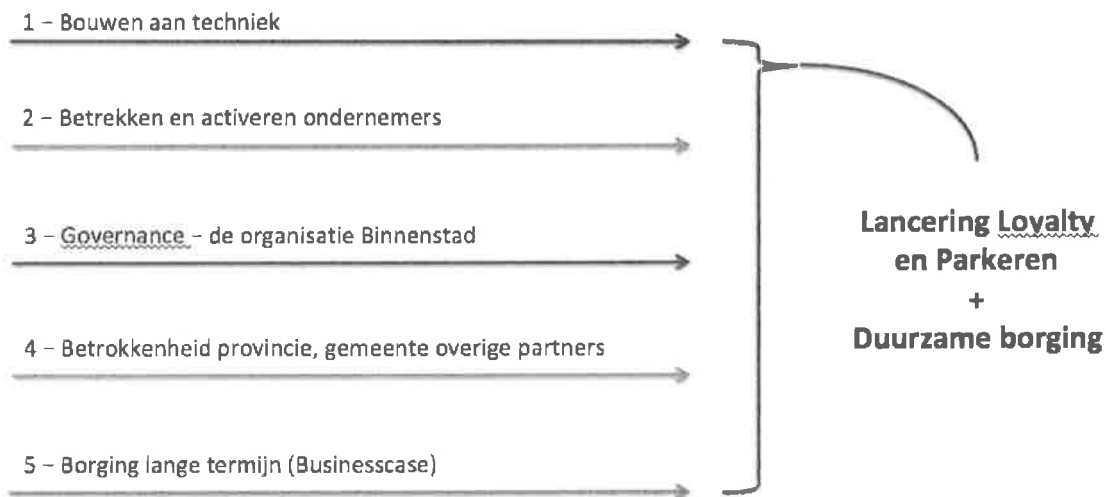 1 – Bouwen aan techniek
2 – Betrekken en activeren ondernemers
3 – Governance – de organisatie Binnenstad
4 – Betrokkenheid provincie, gemeente overige partners
5 – Borging lange termijn (Businesscase)
Lancering Loyalty
en Parkeren
+
Duurzame borging